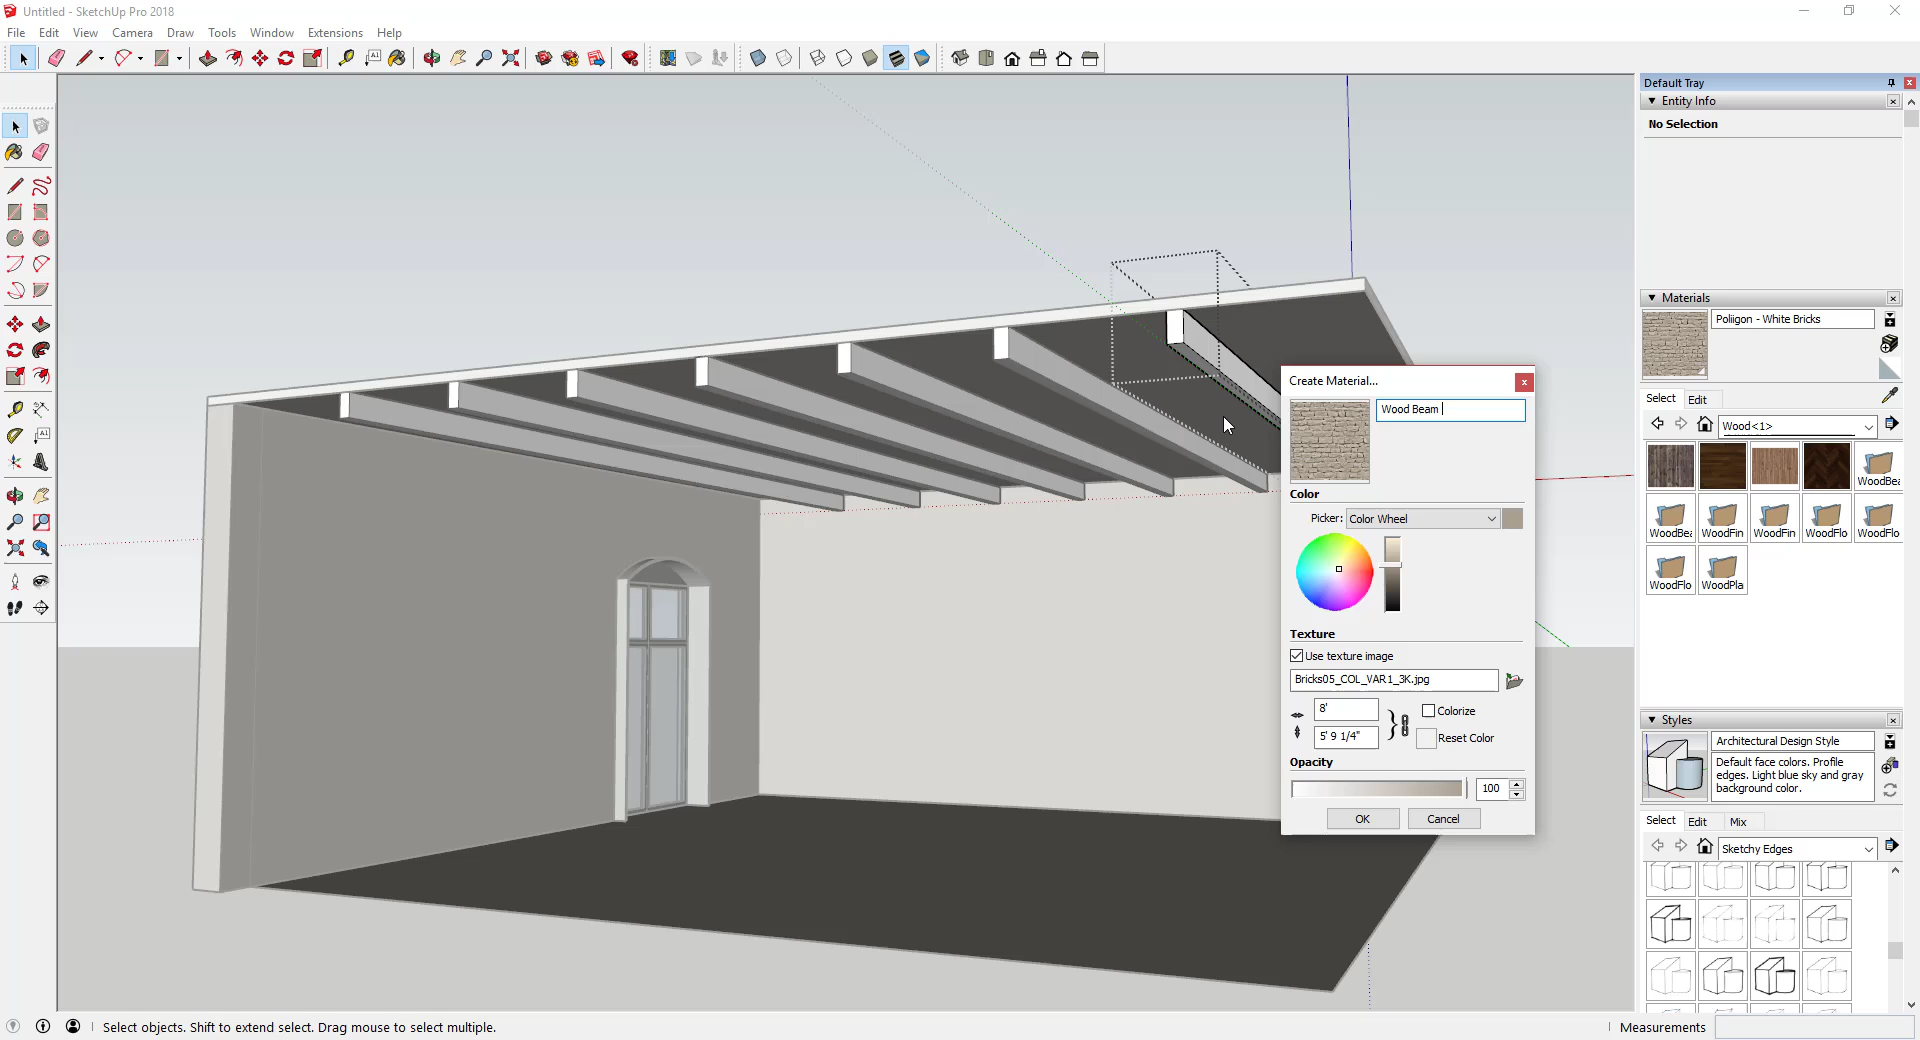 Untitled - SketchUp Pro 2018
File Edit View Camera Draw Tools Window Extensions Help
Default Tray
Entity Info
No Selection
Materials
Poliigon - White Bricks
Select Edit
Wood<1>
WoodBea
WoodBea WoodFin WoodFin WoodFlo WoodFlo
WoodFlo WoodPla
Create Material...
Wood Beam
Color
Picker: Color Wheel
Texture
Use texture image
Bricks05_COL_VAR1_3K.jpg
8'
Colorize
5' 9 1/4"
Reset Color
Opacity
100
OK Cancel
Styles
Architectural Design Style
Default face colors. Profile
edges. Light blue sky and gray
background color.
Select Edit Mix
Sketchy Edges
Select objects. Shift to extend select. Drag mouse to select multiple.
Measurements